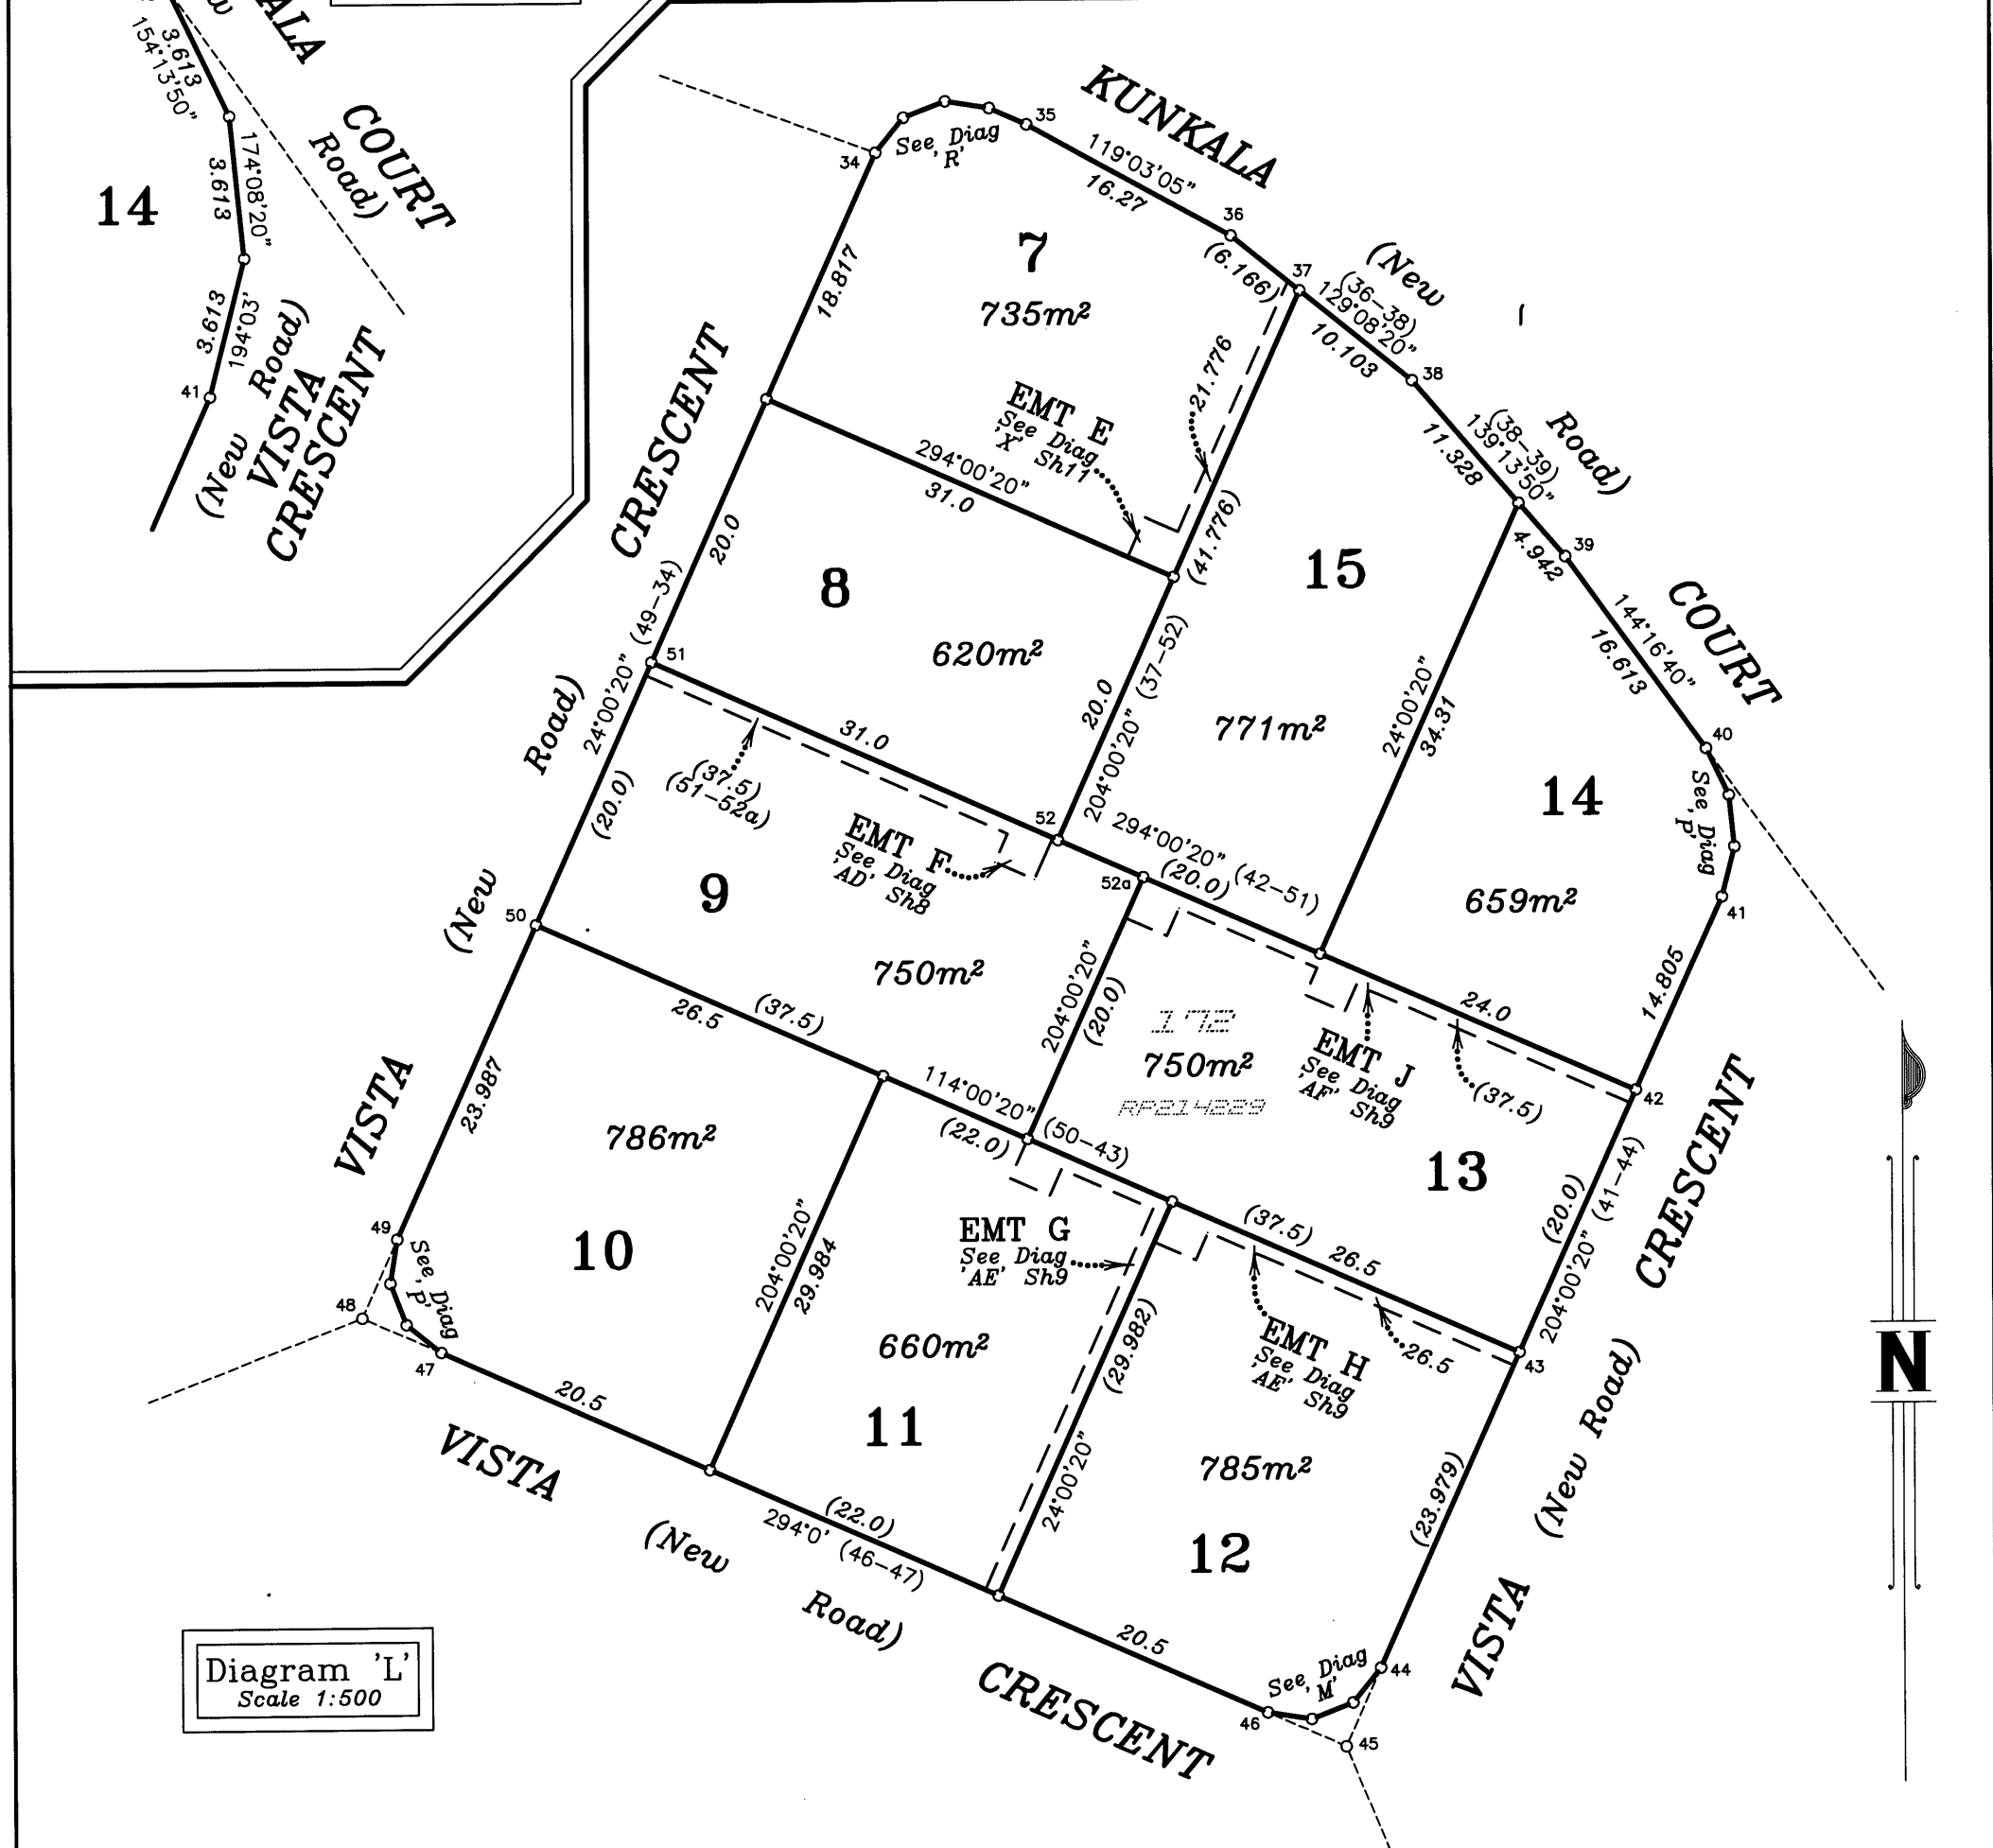 ALA
3.613
154°13'50"
COURT
Road)
174°08'20"
3.613
14
3.613
194°03'
41
(New Road)
VISTA
CRESCENT
KUNKALA
35
See Diag
'R'
34
119°03'05"
16.27
36
(6.166)
37
(New
(36-38)
129°08'20"
10.103
38
7
735m²
18.817
21.776
EMT E
See Diag
'X' Sh11
(38-39)
139°13'50"
11.328
Road)
CRESCENT
294°00'20"
31.0
(41.776)
15
4.942
39
20.0
8
620m²
144°16'40"
16.613
COURT
24°00'20" (49-34)
51
204°00'20" (37-52)
20.0
771m²
24°00'20"
34.31
40
Road)
31.0
(37.5)
(51-52a)
(20.0)
14
See Diag
'P'
52
EMT F
See Diag
'AD' Sh8
294°00'20" (42-51)
52a
(20.0)
659m²
41
9
50
(New
750m²
204°00'20"
(20.0)
14.805
26.5
(37.5)
172
750m²
RP214229
24.0
EMT J
See Diag
'AF' Sh9
(37.5)
42
VISTA
23.987
786m²
114°00'20" (50-43)
(22.0)
13
(20.0)
204°00'20" (41-44)
CRESCENT
49
See Diag
'P'
10
204°00'20"
29.984
EMT G
See Diag
'AE' Sh9
(37.5)
26.5
48
47
660m²
(29.982)
EMT H
See Diag
'AE' Sh9
26.5
43
20.5
11
24°00'20"
785m²
(23.979)
(New Road)
VISTA
(22.0)
294°0' (46-47)
(New
Road)
12
20.5
See Diag
'M'
44
VISTA
46
45
CRESCENT
N
Diagram 'L'
Scale 1:500